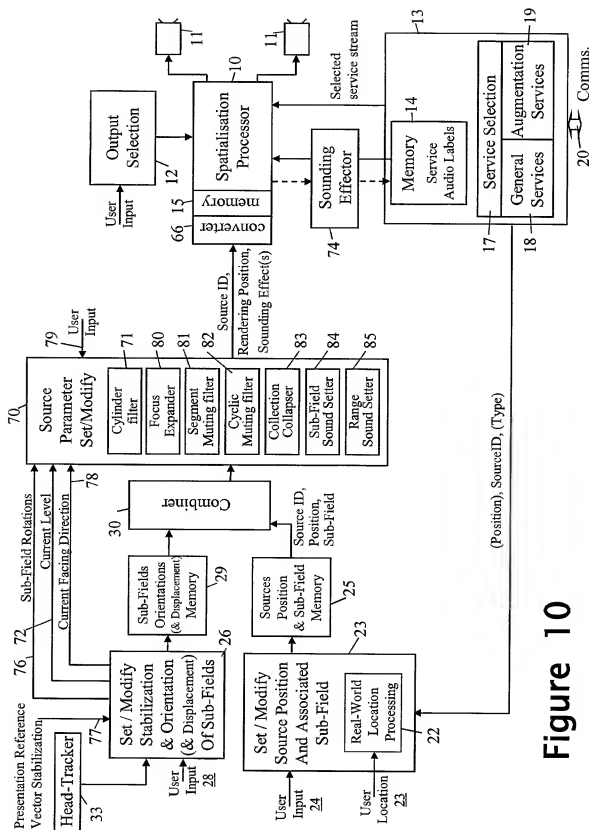 Presentation Reference
Vector Stabilization
Head-Tracker
33
77
76
72
78
Sub-Field Rotations
Current Level
Current Facing Direction
Set / Modify
Stabilization
& Orientation
(& Displacement)
Of Sub-Fields
26
User
Input
28
Sub-Fields
Orientations
(& Displacement)
Memory
29
Set / Modify
Source Position
And Associated
Sub-Field
23
Real-World
Location
Processing
22
User
Input
24
User
Location
23
Sources
Position
& Sub-Field
Memory
25
Combiner
30
Source ID,
Position,
Sub-Field
70
Source
Parameter
Set/Modify
79
User
Input
Cylinder
filter
71
Focus
Expander
80
Segment
Muting filter
81
Cyclic
Muting filter
82
Collection
Collapser
83
Sub-Field
Sound Setter
84
Range
Sound Setter
85
Source ID,
Rendering Position,
Sounding Effect(s)
User
Input
Output
Selection
12
11
11
10
Spatialisation
Processor
memory
15
converter
66
Sounding
Effector
74
Selected
service stream
13
Memory
14
Service
Audio Labels
Service Selection
17
General
Services
18
Augmentation
Services
19
20
Comms.
(Position), SourceID, (Type)
Figure 10